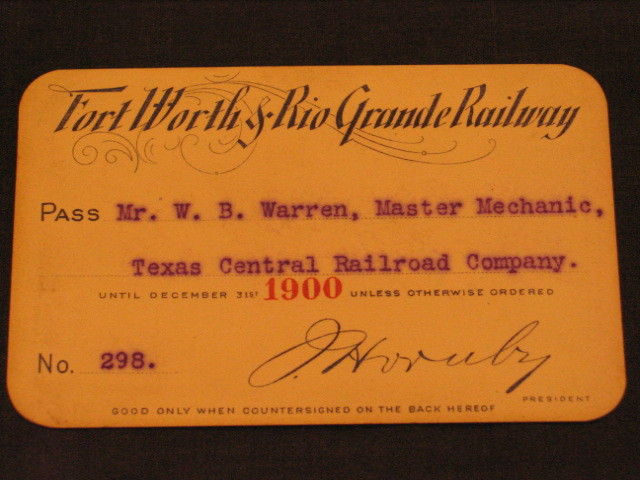 Fort Worth & Rio Grande Railway
PASS Mr. W. B. Warren, Master Mechanic,
Texas Central Railroad Company.
UNTIL DECEMBER 31ST 1900 UNLESS OTHERWISE ORDERED
No. 298. J. Hornby
PRESIDENT
GOOD ONLY WHEN COUNTERSIGNED ON THE BACK HEREOF